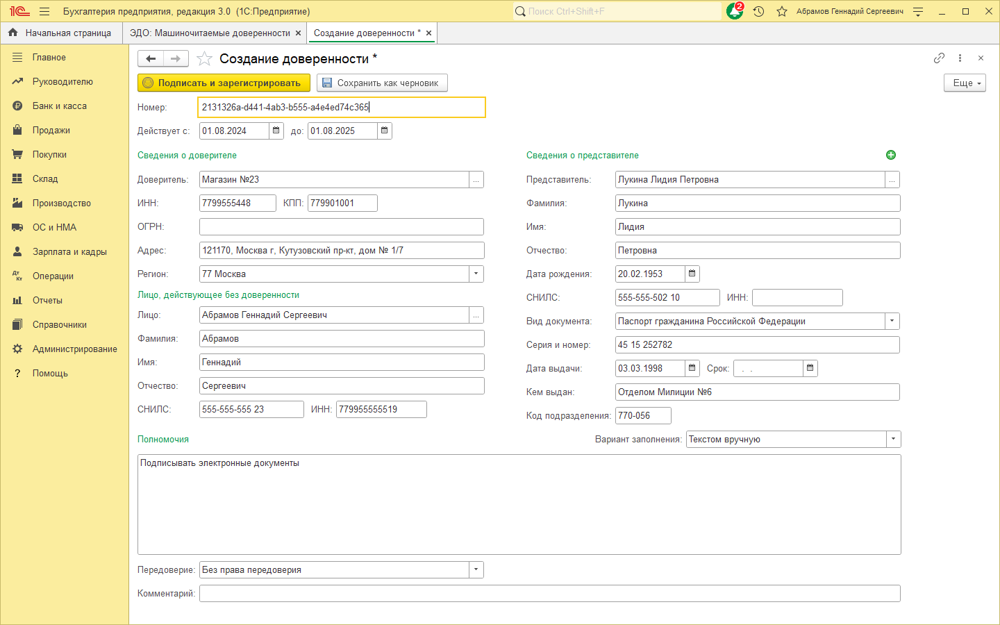 1С Бухгалтерия предприятия, редакция 3.0 (1С:Предприятие) Поиск Ctrl+Shift+F 2 Абрамов Геннадий Сергеевич
Начальная страница ЭДО: Машиночитаемые доверенности × Создание доверенности * ×
Главное
Руководителю
Банк и касса
Продажи
Покупки
Склад
Производство
ОС и НМА
Зарплата и кадры
Дт Кт Операции
Отчеты
Справочники
Администрирование
? Помощь
Создание доверенности *
Подписать и зарегистрировать Сохранить как черновик Еще
Номер: 2131326a-d441-4ab3-b555-a4e4ed74c365
Действует с: 01.08.2024 до: 01.08.2025
Сведения о доверителе
Доверитель: Магазин №23 ...
ИНН: 7799555448 КПП: 779901001
ОГРН:
Адрес: 121170, Москва г, Кутузовский пр-кт, дом № 1/7
Регион: 77 Москва
Лицо, действующее без доверенности
Лицо: Абрамов Геннадий Сергеевич ...
Фамилия: Абрамов
Имя: Геннадий
Отчество: Сергеевич
СНИЛС: 555-555-555 23 ИНН: 779955555519
Сведения о представителе
Представитель: Лукина Лидия Петровна ...
Фамилия: Лукина
Имя: Лидия
Отчество: Петровна
Дата рождения: 20.02.1953
СНИЛС: 555-555-502 10 ИНН:
Вид документа: Паспорт гражданина Российской Федерации
Серия и номер: 45 15 252782
Дата выдачи: 03.03.1998 Срок: . .
Кем выдан: Отделом Милиции №6
Код подразделения: 770-056
Полномочия Вариант заполнения: Текстом вручную
Подписывать электронные документы
Передоверие: Без права передоверия
Комментарий: